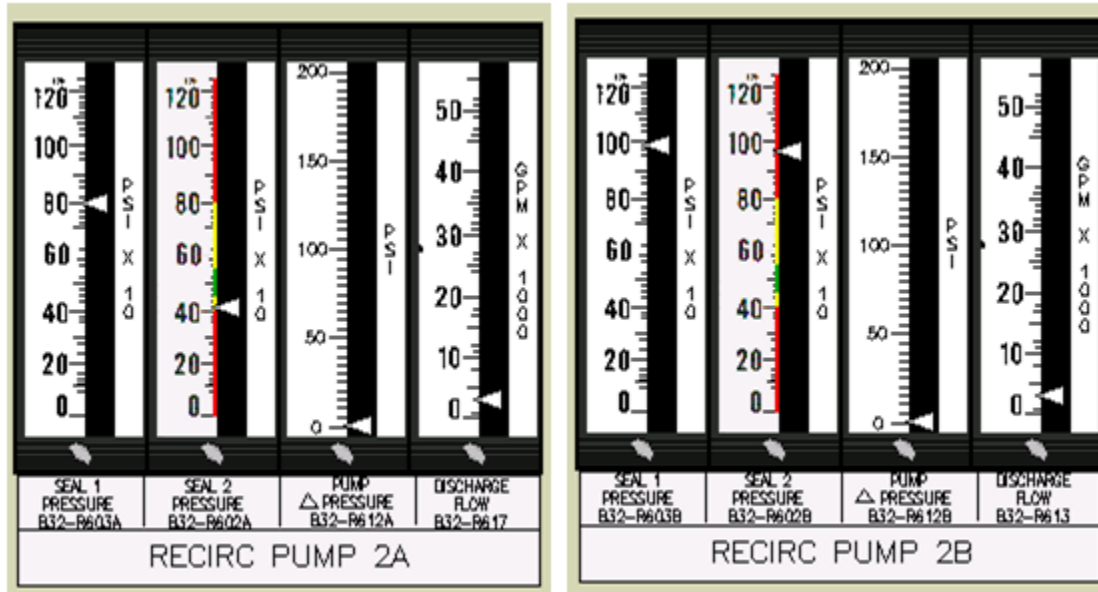 120
100
80
60
40
20
0
PSI X 10
120
100
80
60
40
20
0
PSI X 10
200
150
100
50
0
PSI
50
40
30
20
10
0
GPM X 1000
SEAL 1
PRESSURE
B32-R603A
SEAL 2
PRESSURE
B32-R602A
PUMP
△ PRESSURE
B32-R612A
DISCHARGE
FLOW
B32-R617
RECIRC PUMP 2A
120
100
80
60
40
20
0
PSI X 10
120
100
80
60
40
20
0
PSI X 10
200
150
100
50
0
PSI
50
40
30
20
10
0
GPM X 1000
SEAL 1
PRESSURE
B32-R603B
SEAL 2
PRESSURE
B32-R602B
PUMP
△ PRESSURE
B32-R612B
DISCHARGE
FLOW
B32-R613
RECIRC PUMP 2B